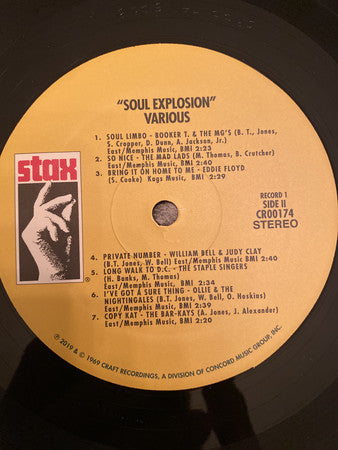 "SOUL EXPLOSION"
VARIOUS
1. SOUL LIMBO - BOOKER T. & THE MG'S (B. T., Jones,
S. Cropper, D. Dunn, A. Jackson, Jr.)
East/Memphis Music, BMI 2:23
2. SO NICE - THE MAD LADS (M. Thomas, B. Crutcher)
East/Memphis Music, BMI 2:40
3. BRING IT ON HOME TO ME - EDDIE FLOYD
(S. Cooke) Kags Music, BMI 2:39
stax
®
RECORD 1
SIDE II
CR00174
STEREO
4. PRIVATE NUMBER - WILLIAM BELL & JUDY CLAY
(B.T. Jones, W. Bell) East/Memphis Music BMI 2:40
5. LONG WALK TO D.C. - THE STAPLE SINGERS
(H. Banks, M. Thomas)
East/Memphis Music, BMI 2:34
6. I'VE GOT A SURE THING - OLLIE & THE
NIGHTINGALES (B.T. Jones, W. Bell, O. Hoskins)
East/Memphis Music, BMI 2:31
7. COPY KAT - THE BAR-KAYS (A. Jones, J. Alexander)
East/Memphis Music, BMI 2:20
℗ 2019 & © 1969 CRAFT RECORDINGS, A DIVISION OF CONCORD MUSIC GROUP, INC.